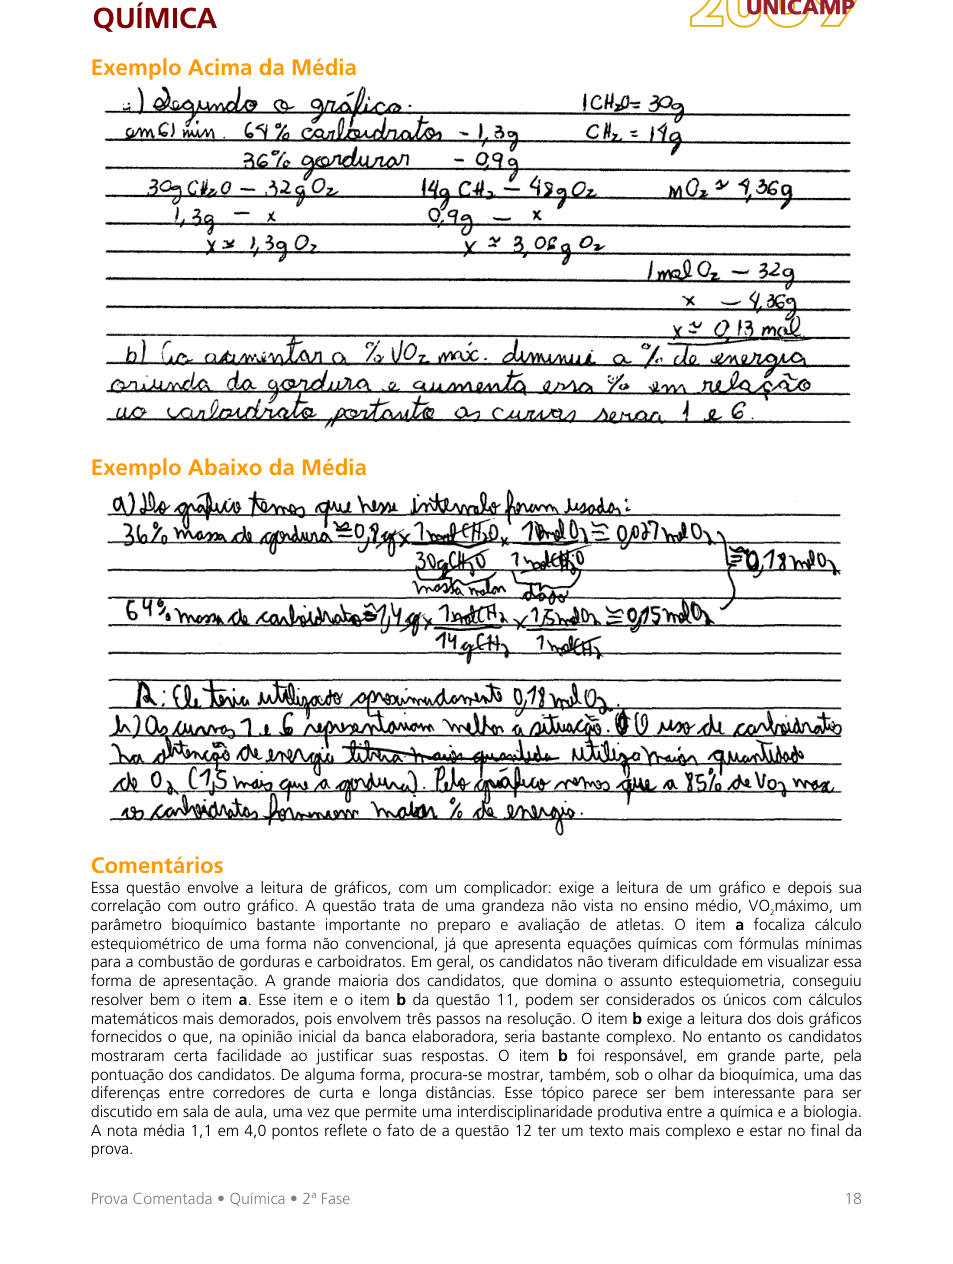 QUÍMICA
2009 UNICAMP
Exemplo Acima da Média
a) Segundo o gráfico. 1CH₂O = 30g
em 61 min. 64% carboidratos - 1,3g CH₂ = 14g
36% gorduras - 0,9g
30g CH₂O — 32g O₂ 14g CH₂ — 48g O₂ mO₂ ≃ 4,36g
1,3g — x 0,9g — x
x ≃ 1,3g O₂ x ≃ 3,06g O₂
1mol O₂ — 32g
x — 4,36g
x ≃ 0,13 mol
b) Ao aumentar a % VO₂ máx. diminui a % de energia
oriunda da gordura e aumenta essa % em relação
ao carboidrato portanto as curvas seraa 1 e 6.
Exemplo Abaixo da Média
a) Do gráfico temos que nesse intervalo foram usados:
36% massa de gordura ≅ 0,8g × 1 mol CH₂O × 1 mol O₂ ≅ 0,027 mol O₂
30g CH₂O 1 mol CH₂O ≅ 0,18 mol O₂
massa molar dado
64% massa de carboidratos ≅ 1,4g × 1 mol CH₂ × 1,5 mol O₂ ≅ 0,15 mol O₂
14g CH₂ 1 mol CH₂
R: Ele teria utilizado aproximadamente 0,18 mol O₂.
b) As curvas 1 e 6 representariam melhor a situação. O uso de carboidratos
na obtenção de energia libera mais quantidade utiliza maior quantidade
de O₂ (1,5 mais que a gordura). Pelo gráfico vemos que a 85% de VO₂ max
os carboidratos fornecem maior % de energia.
Comentários
Essa questão envolve a leitura de gráficos, com um complicador: exige a leitura de um gráfico e depois sua
correlação com outro gráfico. A questão trata de uma grandeza não vista no ensino médio, VO₂máximo, um
parâmetro bioquímico bastante importante no preparo e avaliação de atletas. O item a focaliza cálculo
estequiométrico de uma forma não convencional, já que apresenta equações químicas com fórmulas mínimas
para a combustão de gorduras e carboidratos. Em geral, os candidatos não tiveram dificuldade em visualizar essa
forma de apresentação. A grande maioria dos candidatos, que domina o assunto estequiometria, conseguiu
resolver bem o item a. Esse item e o item b da questão 11, podem ser considerados os únicos com cálculos
matemáticos mais demorados, pois envolvem três passos na resolução. O item b exige a leitura dos dois gráficos
fornecidos o que, na opinião inicial da banca elaboradora, seria bastante complexo. No entanto os candidatos
mostraram certa facilidade ao justificar suas respostas. O item b foi responsável, em grande parte, pela
pontuação dos candidatos. De alguma forma, procura-se mostrar, também, sob o olhar da bioquímica, uma das
diferenças entre corredores de curta e longa distâncias. Esse tópico parece ser bem interessante para ser
discutido em sala de aula, uma vez que permite uma interdisciplinaridade produtiva entre a química e a biologia.
A nota média 1,1 em 4,0 pontos reflete o fato de a questão 12 ter um texto mais complexo e estar no final da
prova.
Prova Comentada • Química • 2ª Fase 18